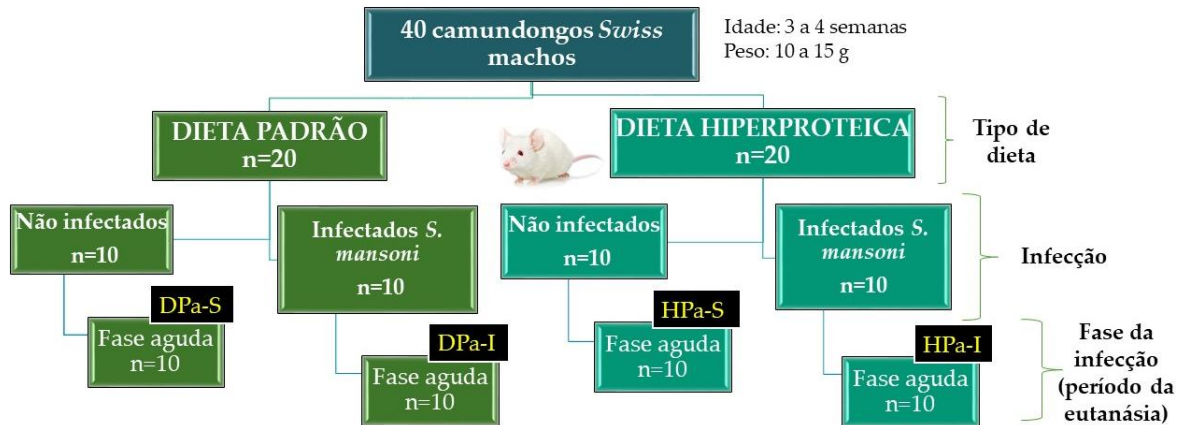 40 camundongos Swiss
machos
Idade: 3 a 4 semanas
Peso: 10 a 15 g
DIETA PADRÃO
n=20
DIETA HIPERPROTEICA
n=20
Tipo de
dieta
Não infectados
n=10
Infectados S.
mansoni
n=10
Não infectados
n=10
Infectados S.
mansoni
n=10
Infecção
DPa-S
Fase aguda
n=10
DPa-I
Fase aguda
n=10
HPa-S
Fase aguda
n=10
HPa-I
Fase aguda
n=10
Fase da
infecção
(período da
eutanásia)